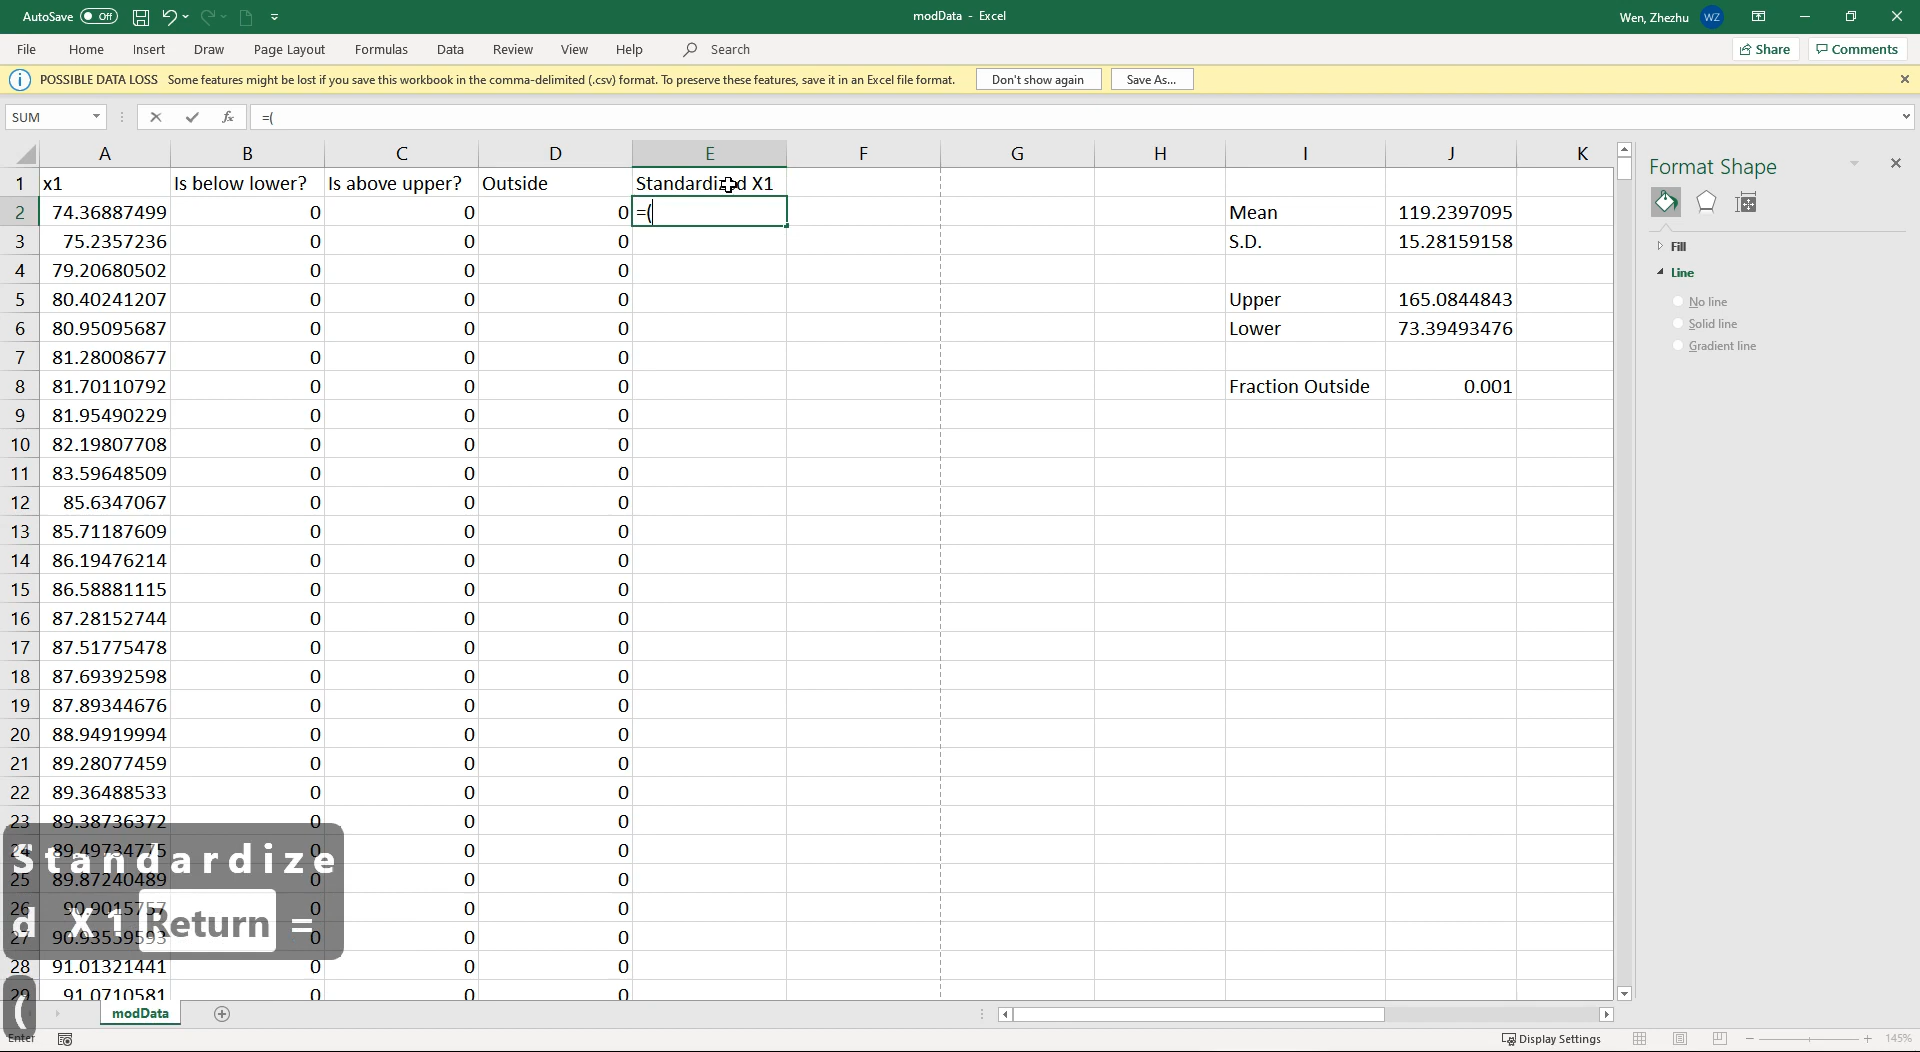 AutoSave Off modData - Excel Wen, Zhezhu WZ
File Home Insert Draw Page Layout Formulas Data Review View Help Search Share Comments
POSSIBLE DATA LOSS Some features might be lost if you save this workbook in the comma-delimited (.csv) format. To preserve these features, save it in an Excel file format. Don't show again Save As...
SUM fx =(
A B C D E F G H I J K
1 x1 Is below lower? Is above upper? Outside Standardized X1
2 74.36887499 0 0 0 =( Mean 119.2397095
3 75.2357236 0 0 0 S.D. 15.28159158
4 79.20680502 0 0 0
5 80.40241207 0 0 0 Upper 165.0844843
6 80.95095687 0 0 0 Lower 73.39493476
7 81.28008677 0 0 0
8 81.70110792 0 0 0 Fraction Outside 0.001
9 81.95490229 0 0 0
10 82.19807708 0 0 0
11 83.59648509 0 0 0
12 85.6347067 0 0 0
13 85.71187609 0 0 0
14 86.19476214 0 0 0
15 86.58881115 0 0 0
16 87.28152744 0 0 0
17 87.51775478 0 0 0
18 87.69392598 0 0 0
19 87.89344676 0 0 0
20 88.94919994 0 0 0
21 89.28077459 0 0 0
22 89.36488533 0 0 0
23 89.38736372 0 0 0
24 89.49734775 0 0 0
25 89.87240489 0 0 0
26 90.9015757 0 0 0
27 90.93559593 0 0 0
28 91.01321441 0 0 0
29 91.0710581 0 0 0
Standardize
d X1 Return =
(
Format Shape
Fill
Line
No line
Solid line
Gradient line
modData
Enter Display Settings 145%